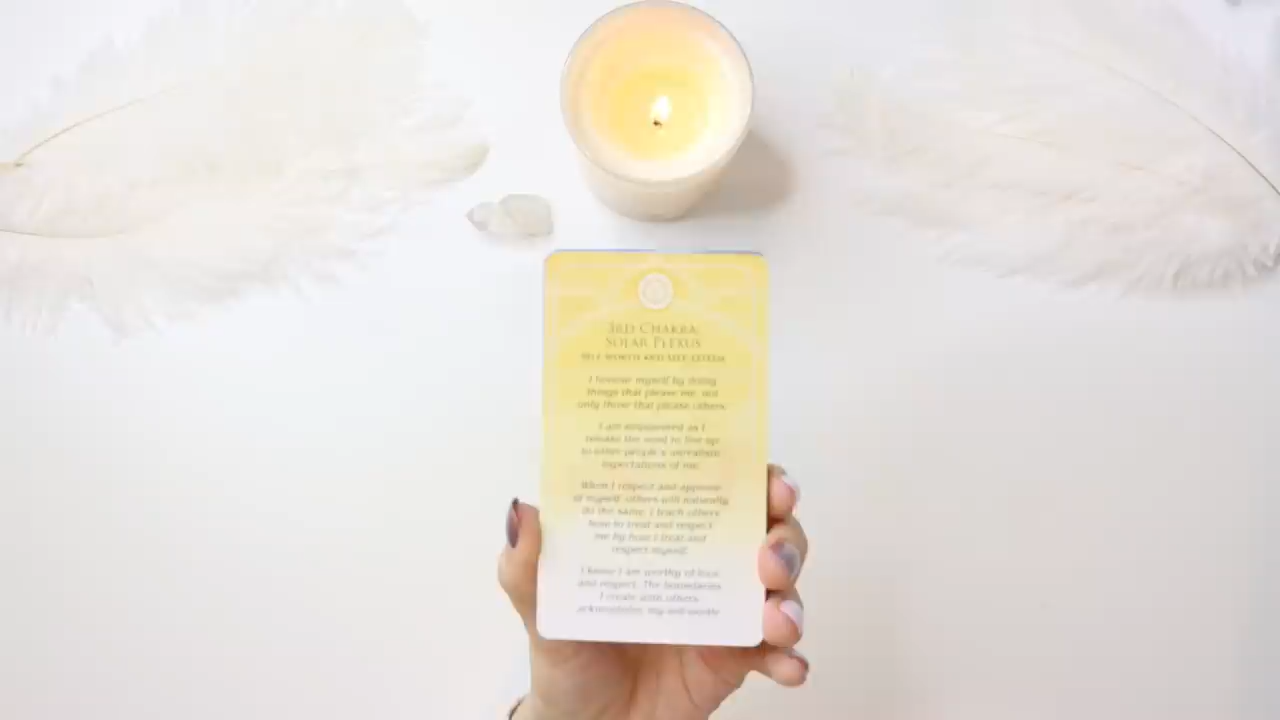 3RD CHAKRA:
SOLAR PLEXUS
SELF-WORTH AND SELF-ESTEEM
I honour myself by doing
things that please me, not
only those that please others.
I am empowered as I
release the need to live up
to other people's unrealistic
expectations of me.
When I respect and approve
of myself, others will naturally
do the same. I teach others
how to treat and respect
me by how I treat and
respect myself.
I know I am worthy of love
and respect. The boundaries
I create with others
acknowledge my self-worth.